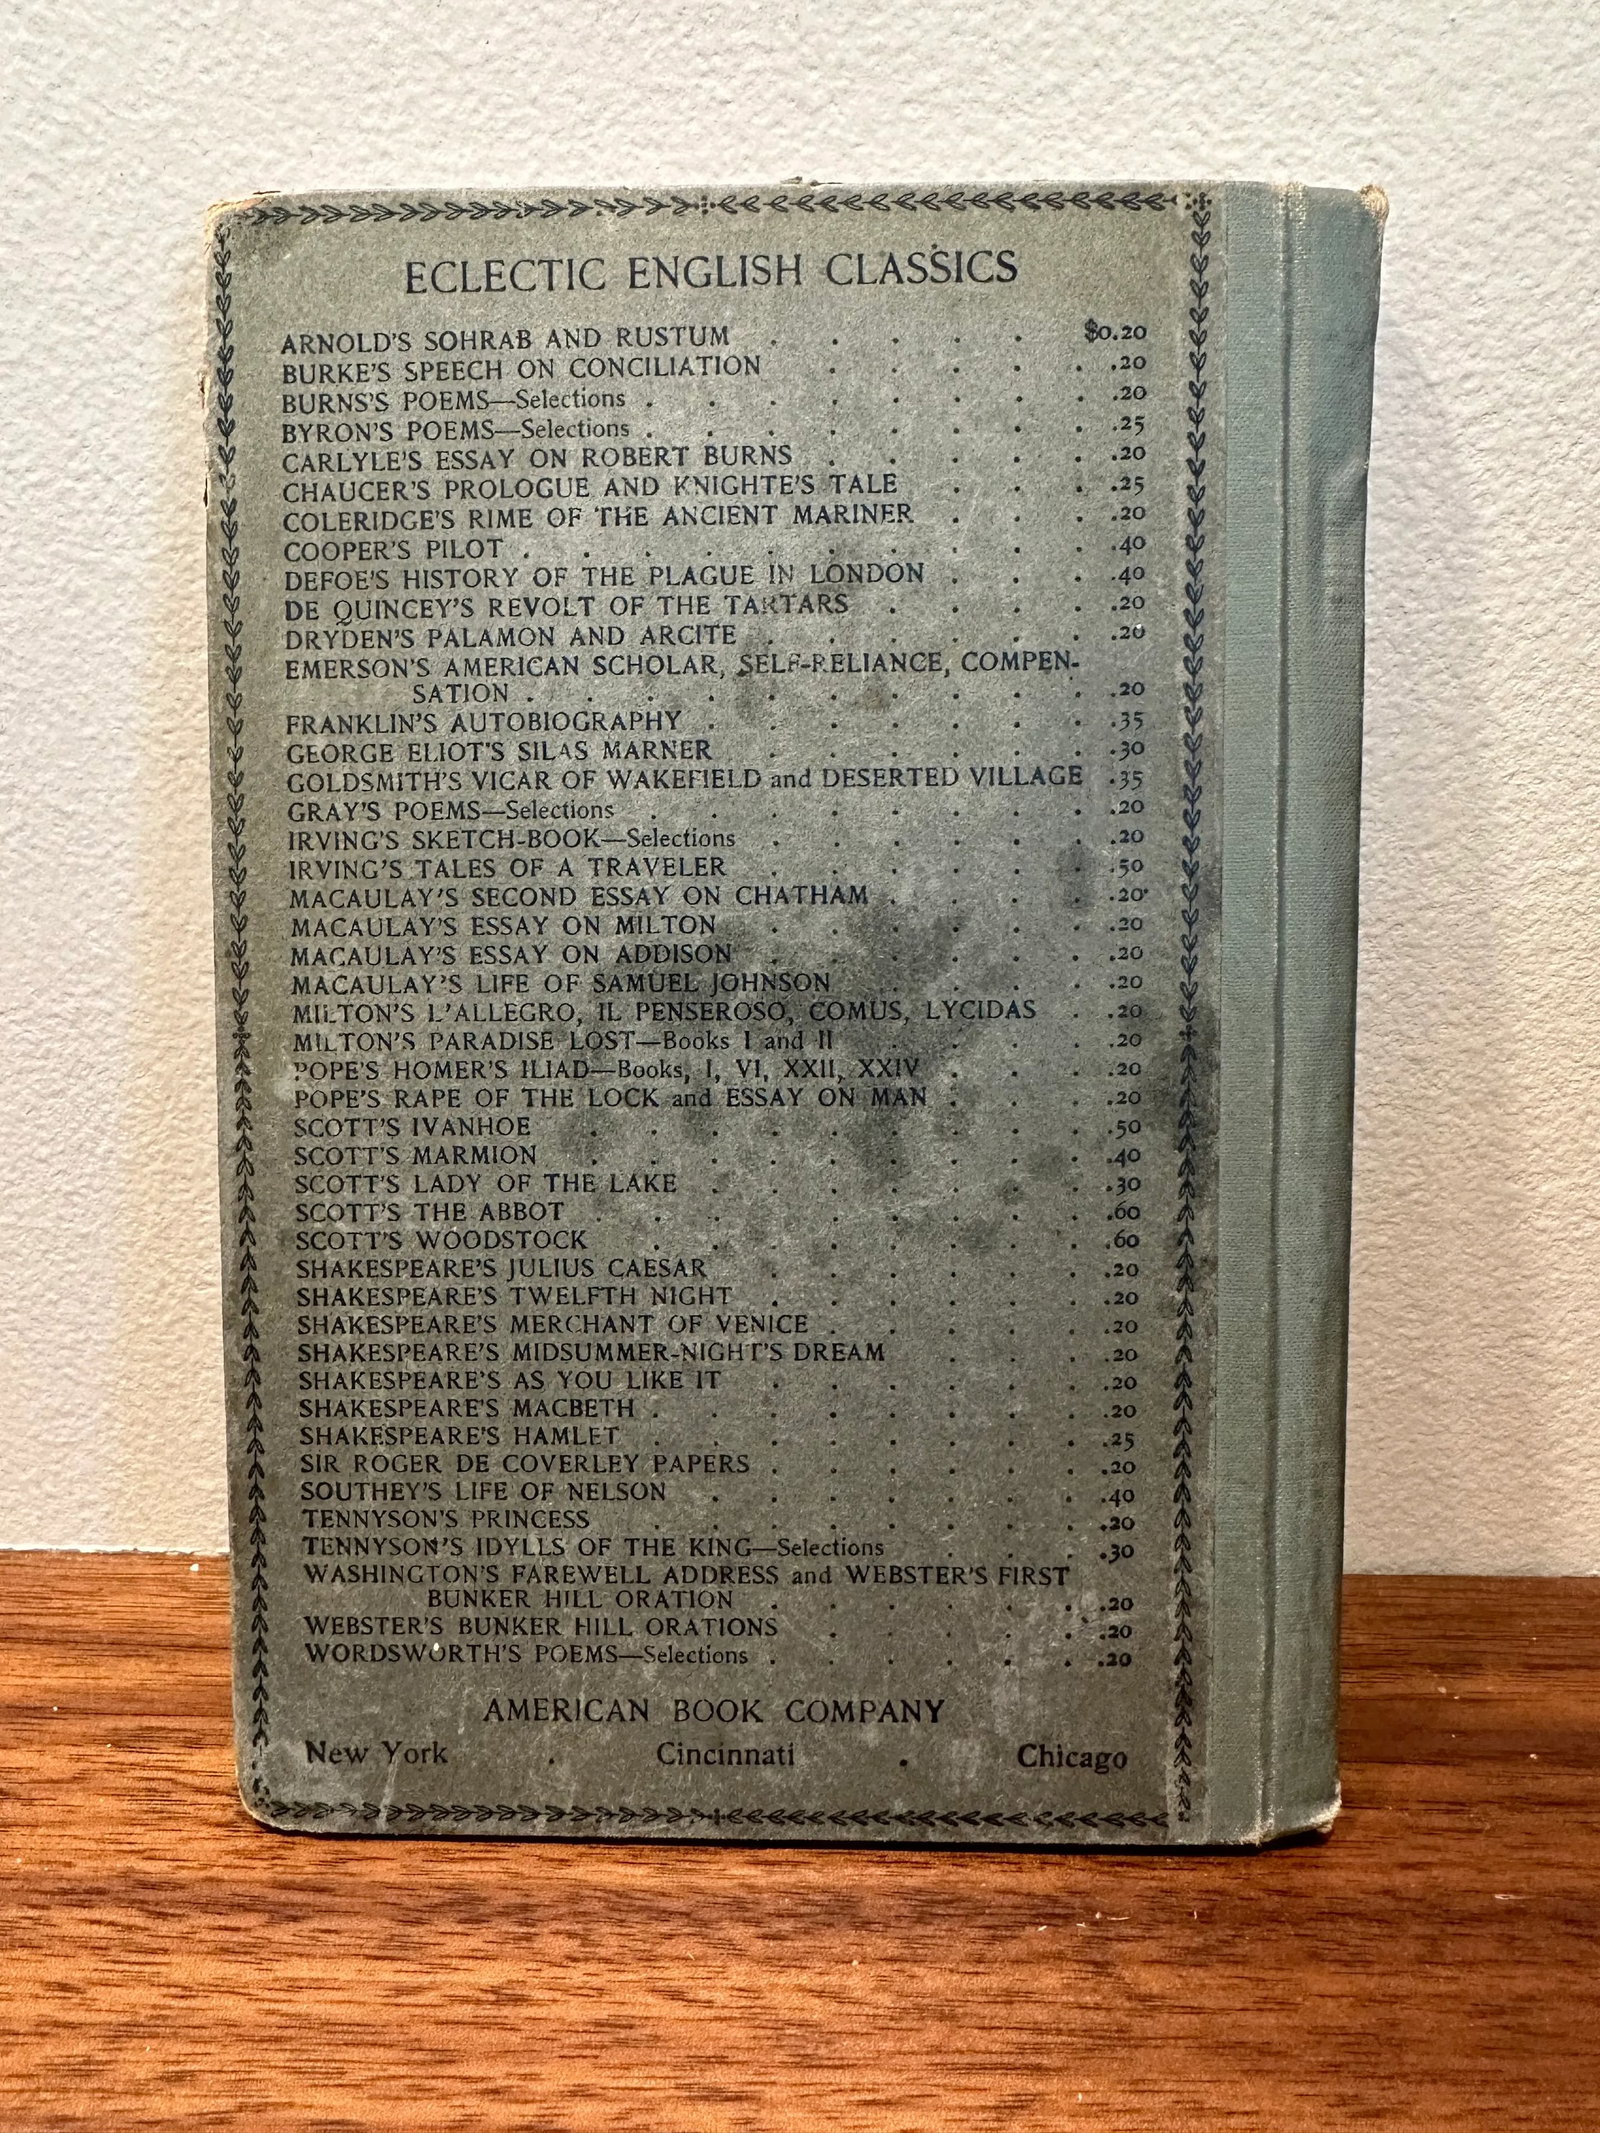 ECLECTIC ENGLISH CLASSICS
ARNOLD'S SOHRAB AND RUSTUM . . . . . $0.20
BURKE'S SPEECH ON CONCILIATION . . . . . .20
BURNS'S POEMS—Selections . . . . . . . . .20
BYRON'S POEMS—Selections . . . . . . . . .25
CARLYLE'S ESSAY ON ROBERT BURNS . . . . . .20
CHAUCER'S PROLOGUE AND KNIGHTE'S TALE . . . .25
COLERIDGE'S RIME OF THE ANCIENT MARINER . . . .20
COOPER'S PILOT . . . . . . . . . . .40
DEFOE'S HISTORY OF THE PLAGUE IN LONDON . . . .40
DE QUINCEY'S REVOLT OF THE TARTARS . . . . .20
DRYDEN'S PALAMON AND ARCITE . . . . . . .20
EMERSON'S AMERICAN SCHOLAR, SELF-RELIANCE, COMPEN-
SATION . . . . . . . . . . .20
FRANKLIN'S AUTOBIOGRAPHY . . . . . . . .35
GEORGE ELIOT'S SILAS MARNER . . . . . . .30
GOLDSMITH'S VICAR OF WAKEFIELD and DESERTED VILLAGE .35
GRAY'S POEMS—Selections . . . . . . . . .20
IRVING'S SKETCH-BOOK—Selections . . . . . . .20
IRVING'S TALES OF A TRAVELER . . . . . . .50
MACAULAY'S SECOND ESSAY ON CHATHAM . . . . .20
MACAULAY'S ESSAY ON MILTON . . . . . . .20
MACAULAY'S ESSAY ON ADDISON . . . . . . .20
MACAULAY'S LIFE OF SAMUEL JOHNSON . . . . .20
MILTON'S L'ALLEGRO, IL PENSEROSO, COMUS, LYCIDAS . .20
MILTON'S PARADISE LOST—Books I and II . . . . .20
POPE'S HOMER'S ILIAD—Books, I, VI, XXII, XXIV . . . .20
POPE'S RAPE OF THE LOCK and ESSAY ON MAN . . . .20
SCOTT'S IVANHOE . . . . . . . . . .50
SCOTT'S MARMION . . . . . . . . . .40
SCOTT'S LADY OF THE LAKE . . . . . . . .30
SCOTT'S THE ABBOT . . . . . . . . . .60
SCOTT'S WOODSTOCK . . . . . . . . .60
SHAKESPEARE'S JULIUS CAESAR . . . . . . .20
SHAKESPEARE'S TWELFTH NIGHT . . . . . . .20
SHAKESPEARE'S MERCHANT OF VENICE . . . . . .20
SHAKESPEARE'S MIDSUMMER-NIGHT'S DREAM . . . .20
SHAKESPEARE'S AS YOU LIKE IT . . . . . . .20
SHAKESPEARE'S MACBETH . . . . . . . . .20
SHAKESPEARE'S HAMLET . . . . . . . . .25
SIR ROGER DE COVERLEY PAPERS . . . . . . .20
SOUTHEY'S LIFE OF NELSON . . . . . . . .40
TENNYSON'S PRINCESS . . . . . . . . .20
TENNYSON'S IDYLLS OF THE KING—Selections . . . .30
WASHINGTON'S FAREWELL ADDRESS and WEBSTER'S FIRST
BUNKER HILL ORATION . . . . . . .20
WEBSTER'S BUNKER HILL ORATIONS . . . . . .20
WORDSWORTH'S POEMS—Selections . . . . . . .20
AMERICAN BOOK COMPANY
New York . Cincinnati . Chicago